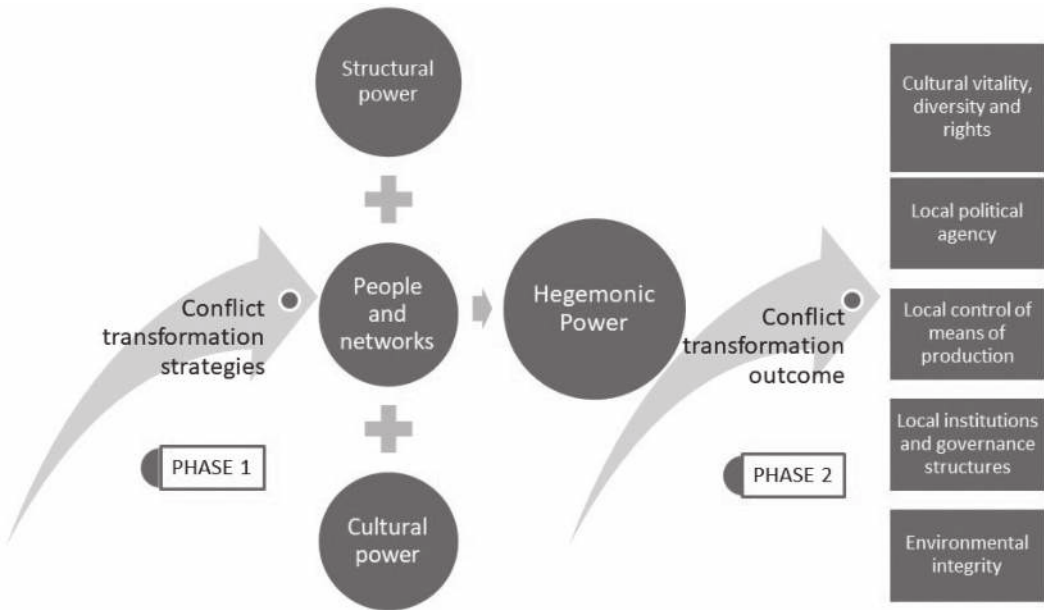 Structural
power
Conflict
transformation
strategies
PHASE 1
People
and
networks
Cultural
power
Hegemonic
Power
Conflict
transformation
outcome
PHASE 2
Cultural vitality,
diversity and
rights
Local political
agency
Local control of
means of
production
Local institutions
and governance
structures
Environmental
integrity